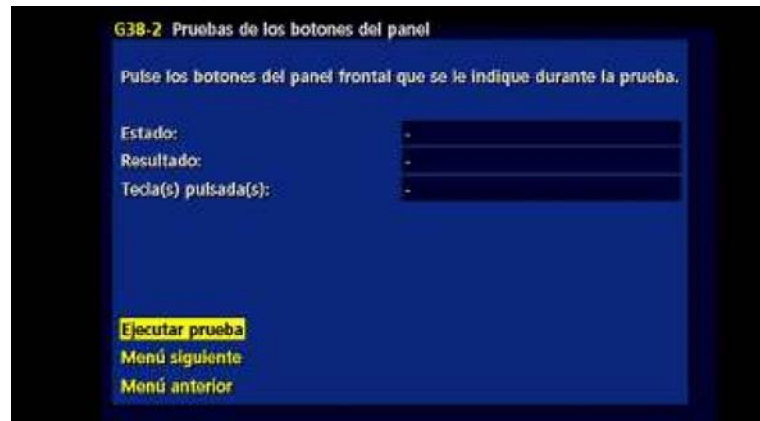 G38-2 Pruebas de los botones del panel
Pulse los botones del panel frontal que se le indique durante la prueba.
Estado: -
Resultado: -
Tecla(s) pulsada(s): -
Ejecutar prueba
Menú siguiente
Menú anterior